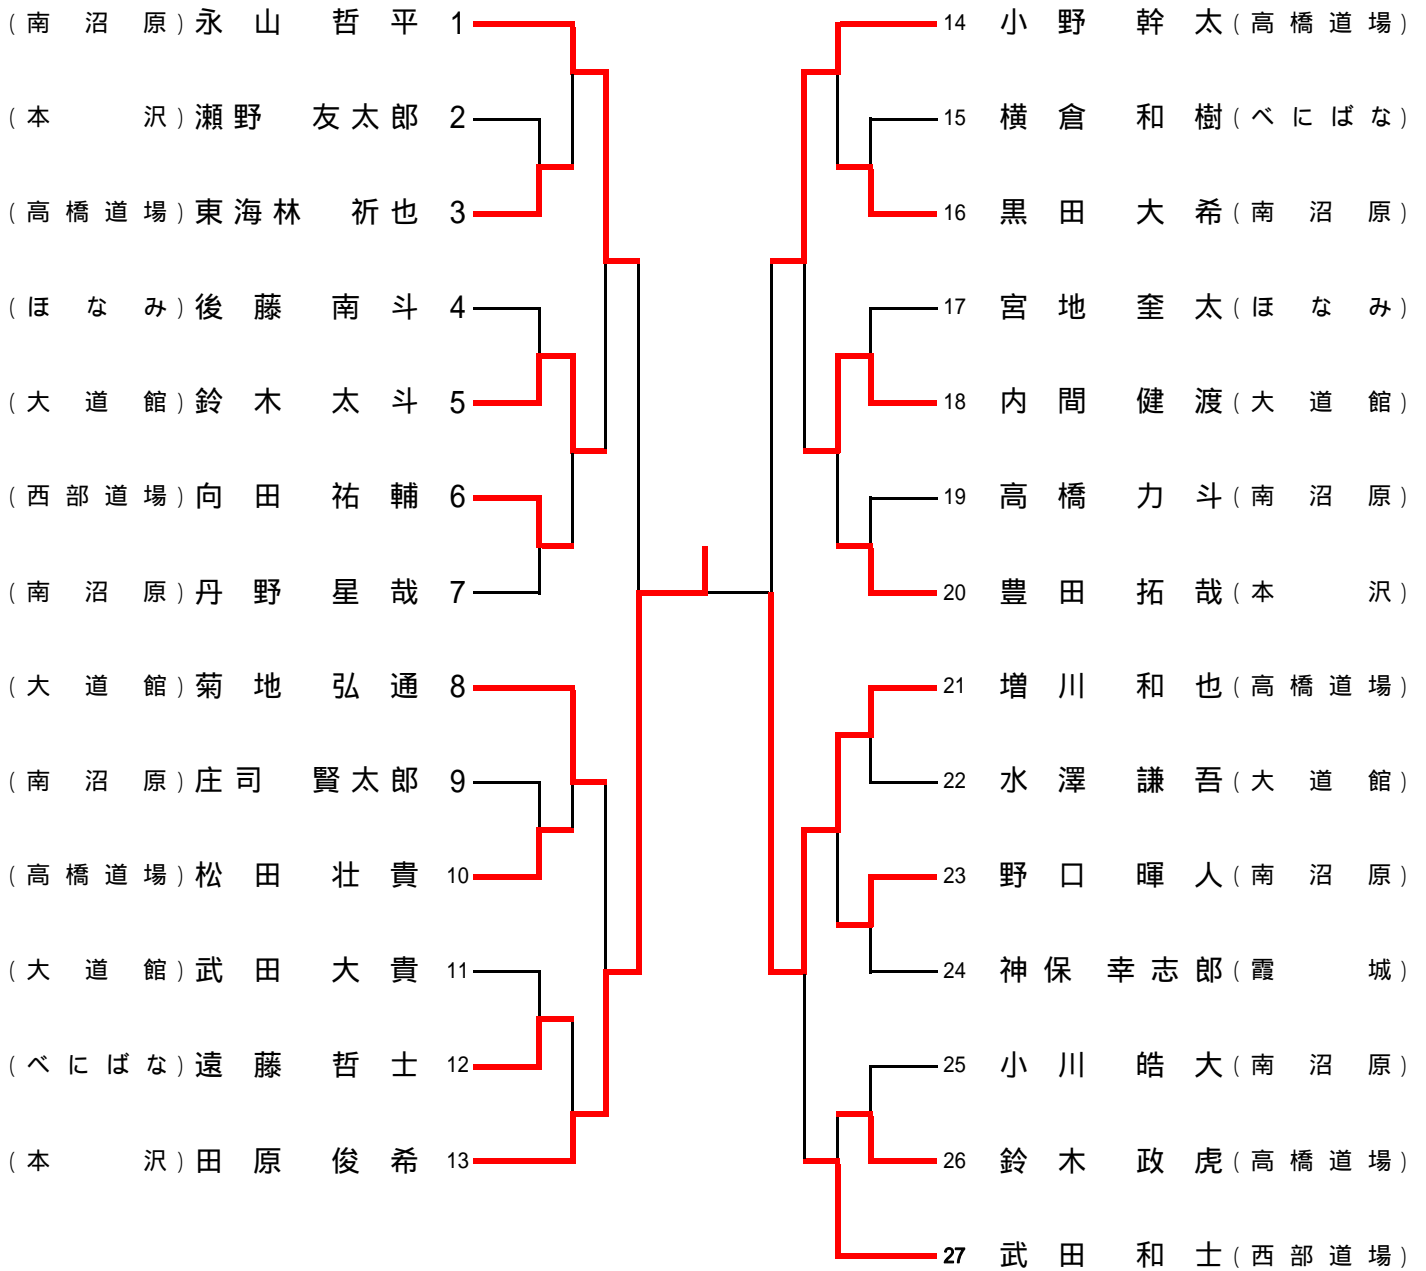 (南沼原) 永山 哲平 1
(本沢) 瀬野 友太郎 2
(高橋道場) 東海林 祈也 3
(ほなみ) 後藤 南斗 4
(大道館) 鈴木 太斗 5
(西部道場) 向田 祐輔 6
(南沼原) 丹野 星哉 7
(大道館) 菊地 弘通 8
(南沼原) 庄司 賢太郎 9
(高橋道場) 松田 壮貴 10
(大道館) 武田 大貴 11
(べにばな) 遠藤 哲士 12
(本沢) 田原 俊希 13
14 小野 幹太 (高橋道場)
15 横倉 和樹 (べにばな)
16 黒田 大希 (南沼原)
17 宮地 奎太 (ほなみ)
18 内間 健渡 (大道館)
19 高橋 力斗 (南沼原)
20 豊田 拓哉 (本沢)
21 増川 和也 (高橋道場)
22 水澤 謙吾 (大道館)
23 野口 暉人 (南沼原)
24 神保 幸志郎 (霞城)
25 小川 皓大 (南沼原)
26 鈴木 政虎 (高橋道場)
27 武田 和士 (西部道場)